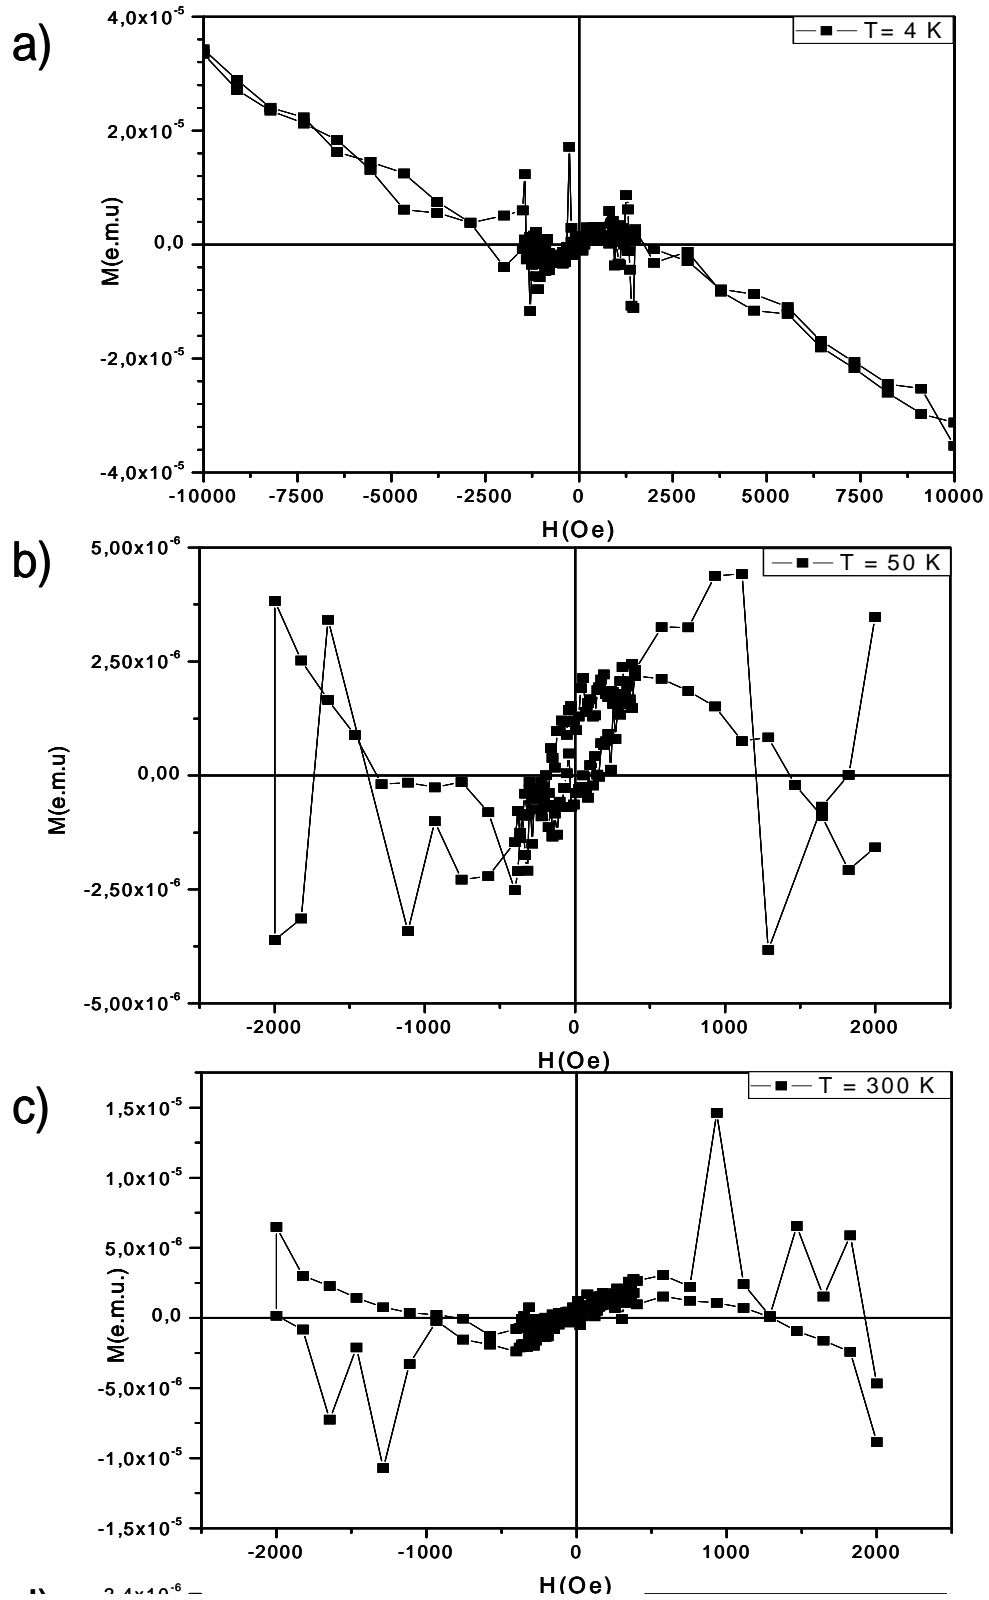 a)
T= 4 K
4,0x10-5
2,0x10-5
0,0
-2,0x10-5
-4,0x10-5
M(e.m.u)
-10000 -7500 -5000 -2500 0 2500 5000 7500 10000
H(Oe)
b)
T = 50 K
5,00x10-6
2,50x10-6
0,00
-2,50x10-6
-5,00x10-6
M(e.m.u)
-2000 -1000 0 1000 2000
H(Oe)
c)
T = 300 K
1,5x10-5
1,0x10-5
5,0x10-6
0,0
-5,0x10-6
-1,0x10-5
-1,5x10-5
M(e.m.u.)
-2000 -1000 0 1000 2000
H(Oe)